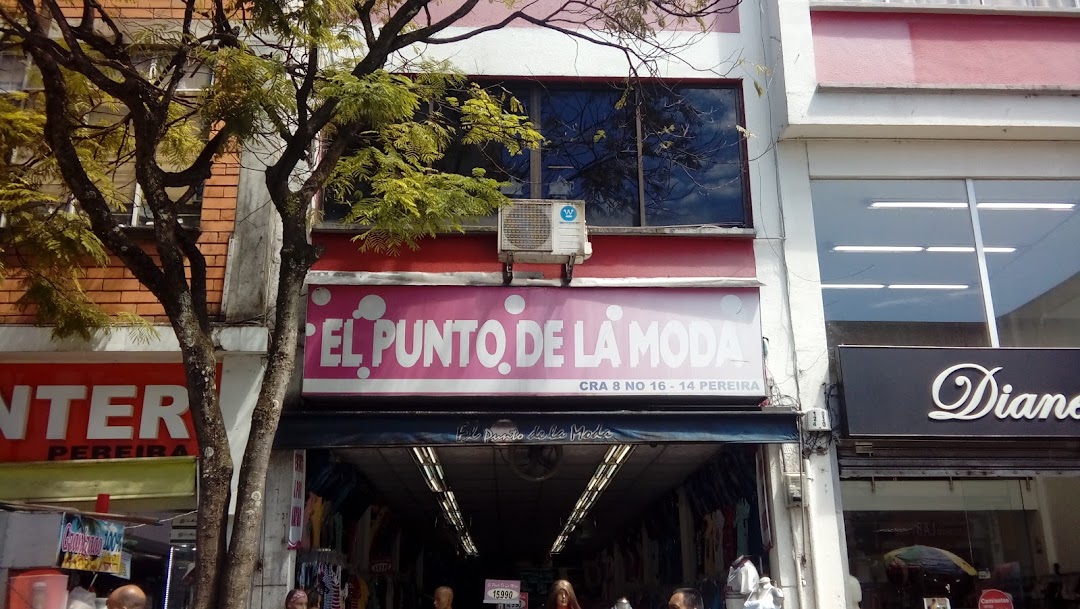 EL PUNTO DE LA MODA
CRA 8 NO 16 - 14 PEREIRA
El Punto de la Moda
NTER
PEREIRA
Diane
15990